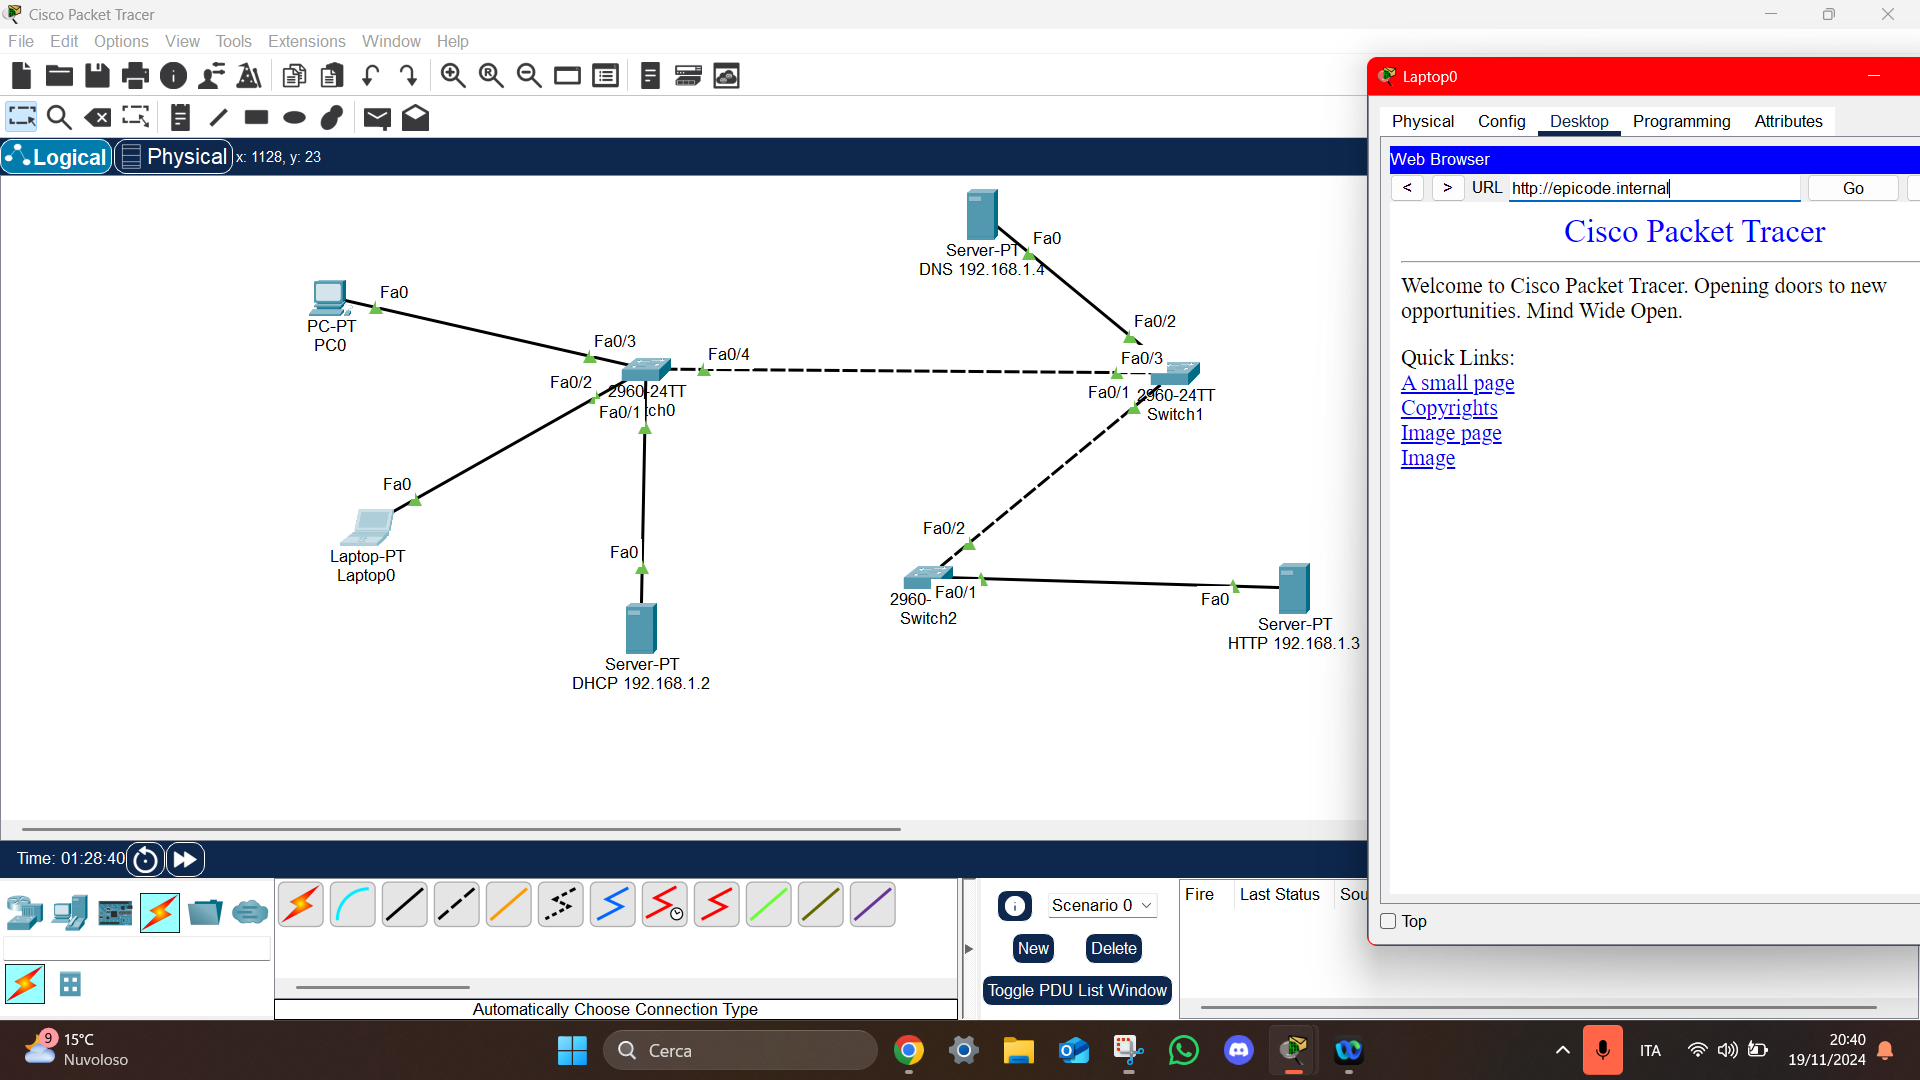 Cisco Packet Tracer
File Edit Options View Tools Extensions Window Help
Logical Physical x: 1128, y: 23
Server-PT
DNS 192.168.1.4
Fa0
Fa0/2
Fa0
PC-PT
PC0
Fa0/3
Fa0/4
Fa0/3
Fa0/2
2960-24TT
Fa0/1
tch0
Fa0/1
2960-24TT
Switch1
Fa0
Laptop-PT
Laptop0
Fa0/2
Fa0
2960-
Fa0/1
Switch2
Fa0
Server-PT
HTTP 192.168.1.3
Server-PT
DHCP 192.168.1.2
Laptop0
Physical Config Desktop Programming Attributes
Web Browser
< > URL http://epicode.internal Go
Cisco Packet Tracer
Welcome to Cisco Packet Tracer. Opening doors to new
opportunities. Mind Wide Open.
Quick Links:
A small page
Copyrights
Image page
Image
Top
Time: 01:28:40
Scenario 0
New Delete
Toggle PDU List Window
Fire Last Status Sou
Automatically Choose Connection Type
9
15°C
Nuvoloso
Cerca
ITA
20:40
19/11/2024